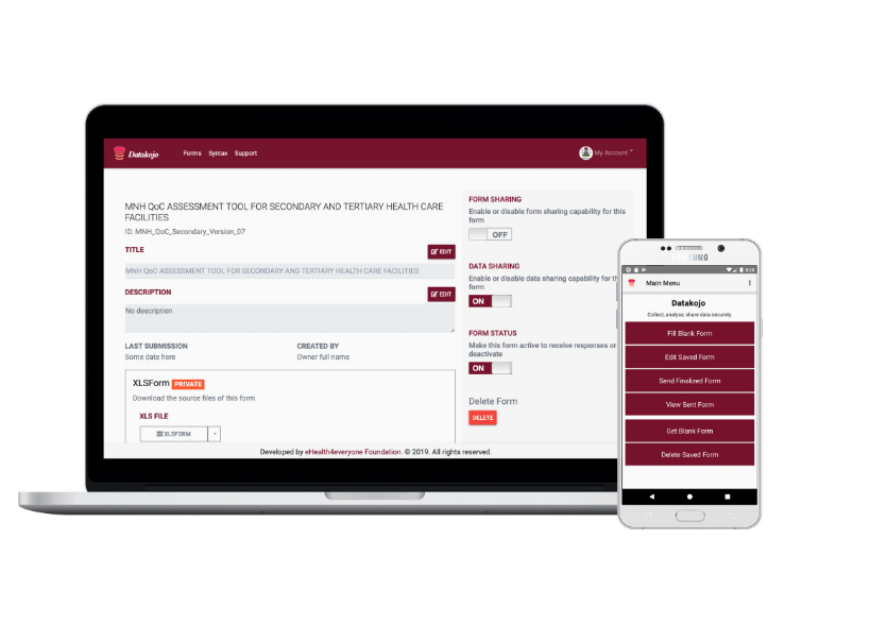 Datakojo
Forms Syntax Support
My Account
MNH QoC ASSESSMENT TOOL FOR SECONDARY AND TERTIARY HEALTH CARE
FACILITIES
ID: MNH_QoC_Secondary_Version_07
TITLE
EDIT
MNH QoC ASSESSMENT TOOL FOR SECONDARY AND TERTIARY HEALTH CARE FACILITIES
DESCRIPTION
EDIT
No description
LAST SUBMISSION
Some date here
CREATED BY
Owner full name
XLSForm PRIVATE
Download the source files of this form
XLS FILE
XLSFORM
FORM SHARING
Enable or disable form sharing capability for this
form
OFF
DATA SHARING
Enable or disable data sharing capability for
form
ON
FORM STATUS
Make this form active to receive responses or
deactivate
ON
Delete Form
DELETE
Developed by eHealth4everyone Foundation. © 2019. All rights reserved.
Main Menu
Datakojo
Collect, analyse, share data securely.
Fill Blank Form
Edit Saved Form
Send Finalized Form
View Sent Form
Get Blank Form
Delete Saved Form